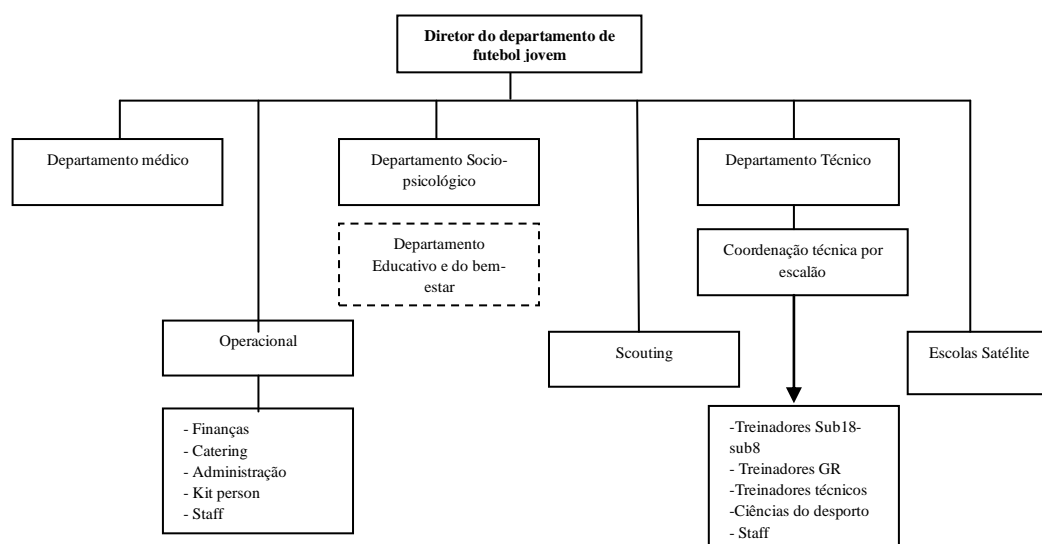 Diretor do departamento de
futebol jovem
Departamento médico
Departamento Socio-
psicológico
Departamento Técnico
Departamento
Educativo e do bem-
estar
Coordenação técnica por
escalão
Operacional
Scouting
Escolas Satélite
- Finanças
- Catering
- Administração
- Kit person
- Staff
-Treinadores Sub18-
sub8
- Treinadores GR
-Treinadores técnicos
-Ciências do desporto
- Staff